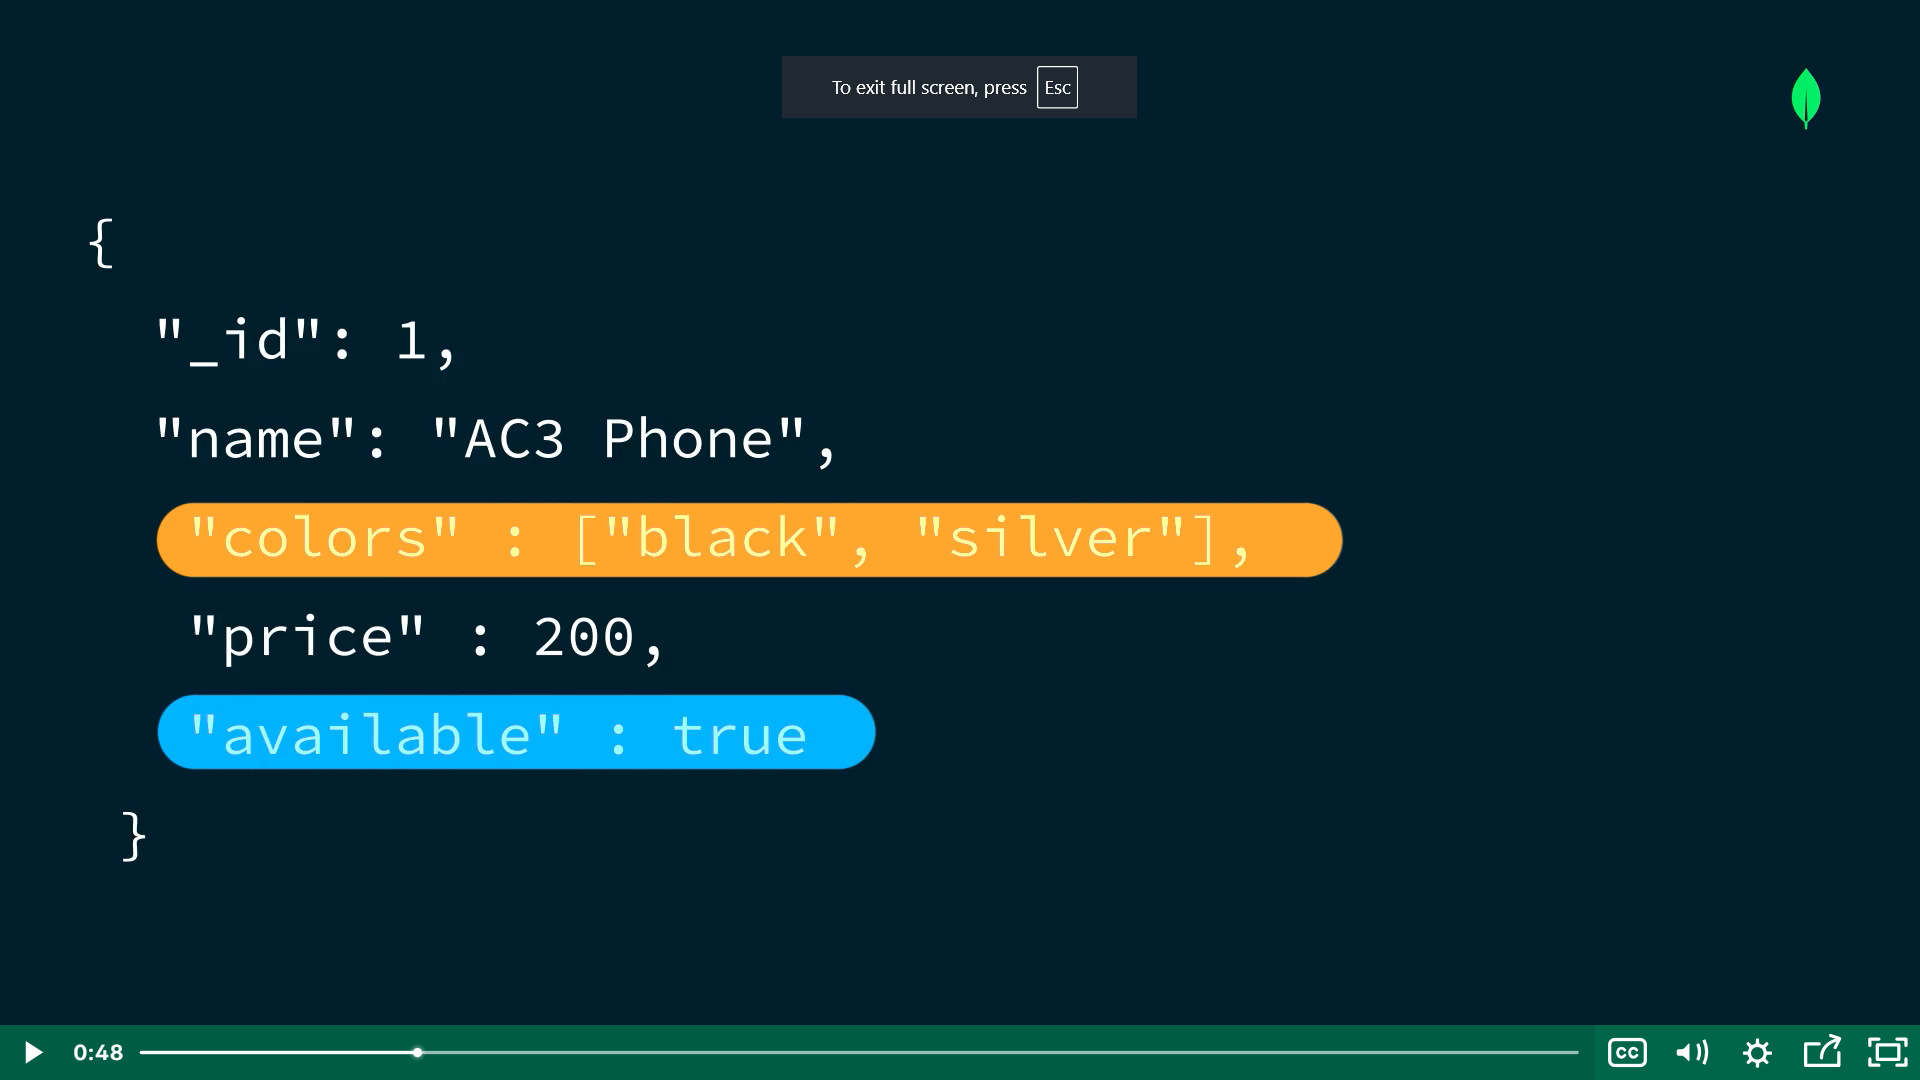 To exit full screen, press Esc
{
"_id": 1,
"name": "AC3 Phone",
"colors" : ["black", "silver"],
"price" : 200,
"available" : true
}
0:48
CC